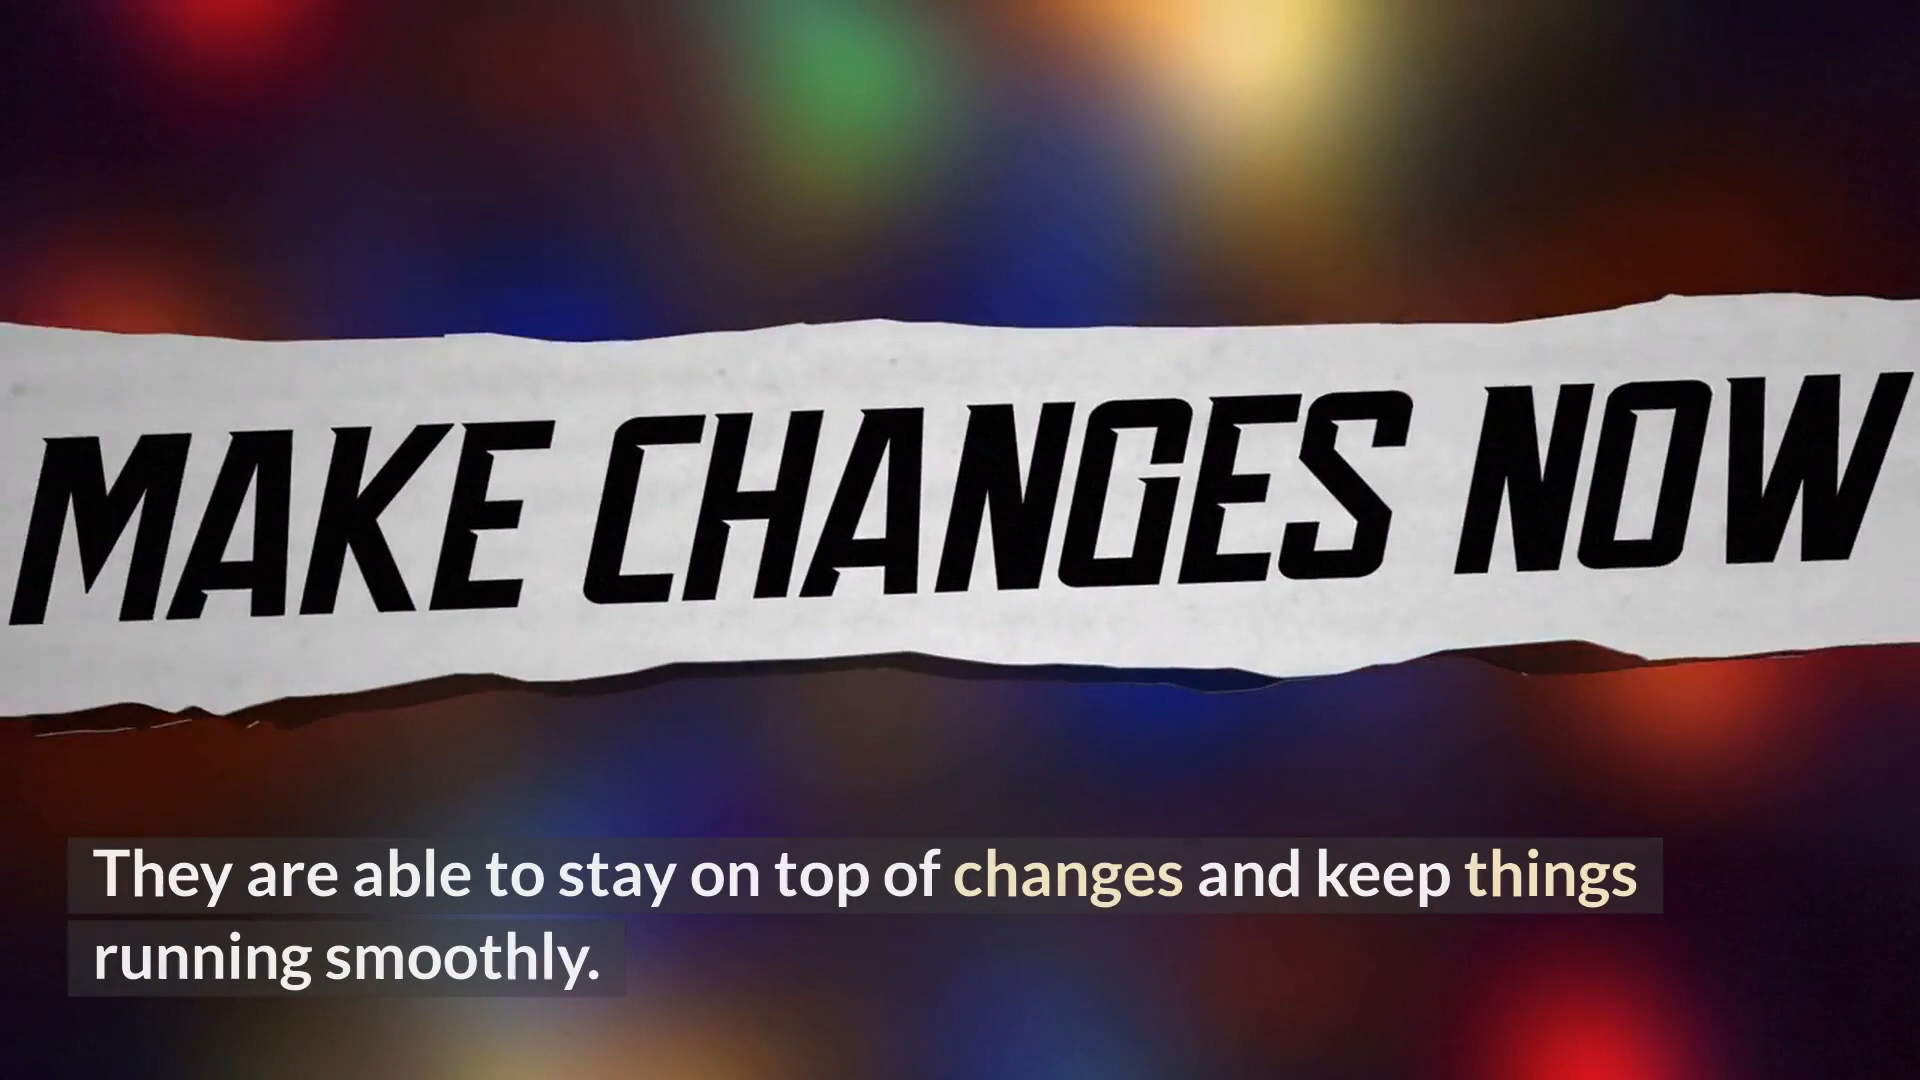 MAKE CHANGES NOW
They are able to stay on top of changes and keep things
running smoothly.